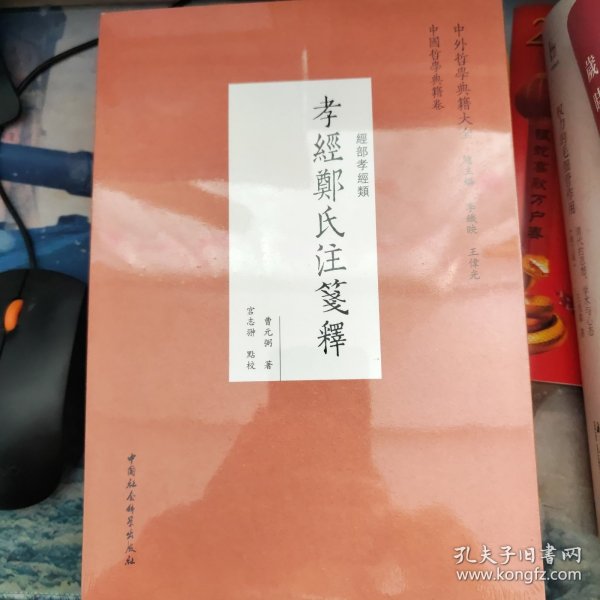 中外哲學典籍大全
總主編 李鐵映 王偉光
中國哲學典籍卷
經部孝經類
孝經鄭氏注箋釋
曹元弼 著
宮志翀 點校
中国社会科学出版社
孔夫子旧书网
www.kongfz.com